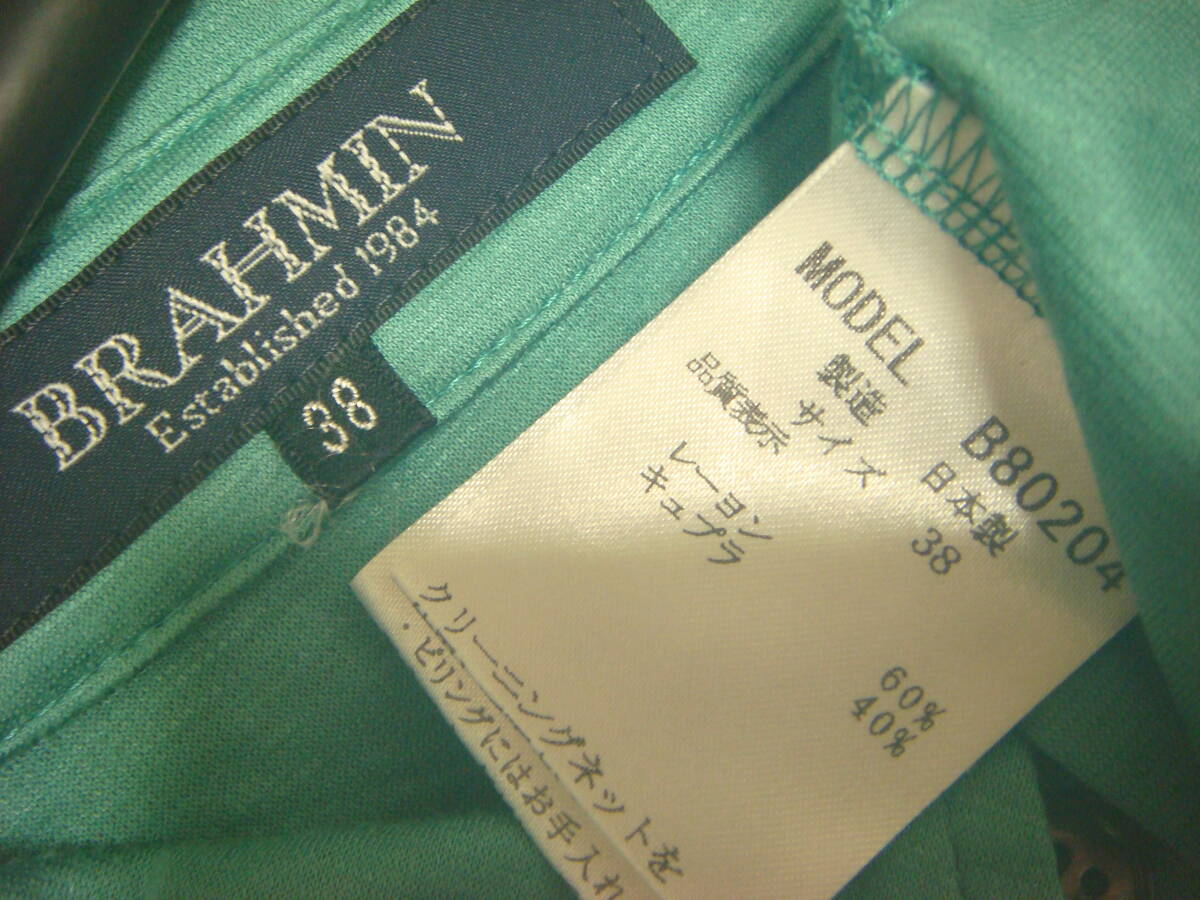 BRAHMIN
Established 1984
38
MODEL B80204
製造 日本製
サイズ 38
品質表示
レーヨン 60%
キュプラ 40%
クリーニングネットを
・ピリングにはお手入れ